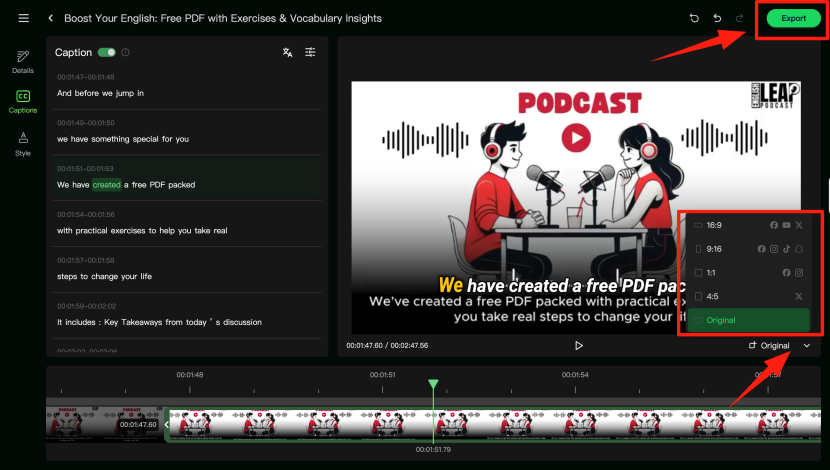 Boost Your English: Free PDF with Exercises & Vocabulary Insights
Export
Details
Captions
Style
Caption
00:01:47–00:01:48
And before we jump in
00:01:49–00:01:50
we have something special for you
00:01:51–00:01:53
We have created a free PDF packed
00:01:54–00:01:56
with practical exercises to help you take real
00:01:57–00:01:58
steps to change your life
00:01:59–00:02:02
It includes : Key Takeaways from today ' s discussion
PODCAST
ENGLISH LEAP
PODCAST
We have created a free PDF pac
We've created a free PDF packed with practical e
you take real steps to change your li
16:9
9:16
1:1
4:5
Original
00:01:47.60 / 00:02:47.56
Original
00:01:48
00:01:51
00:01:54
00:01:57
00:01:47.60
PODCAST
00:01:51.79